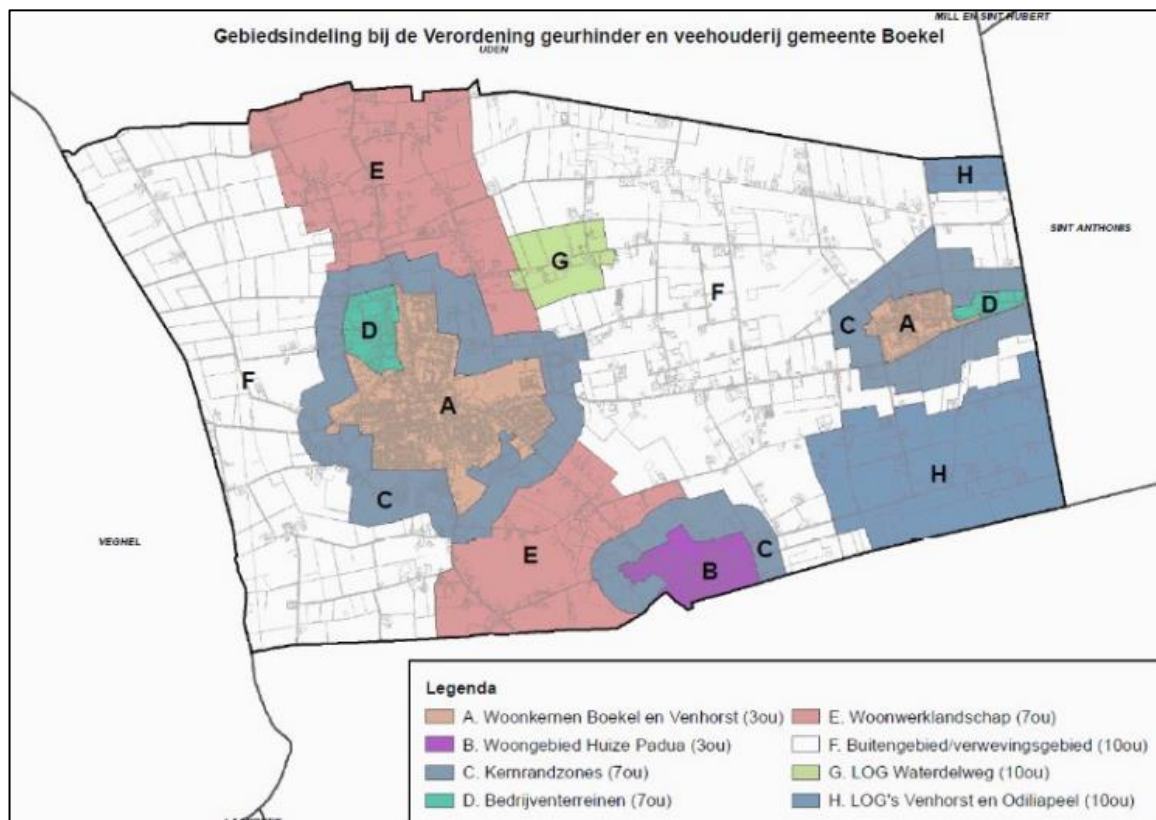 MILL EN SINT HUBERT
Gebiedsindeling bij de Verordening geurhinder en veehouderij gemeente Boekel
UDEN
E
H
SINT ANTHONIS
G
F
D
A
C
A
D
F
C
H
E
B
C
VEGHEL
Legenda
A. Woonkernen Boekel en Venhorst (3ou)
B. Woongebied Huize Padua (3ou)
C. Kernrandzones (7ou)
D. Bedrijventerreinen (7ou)
E. Woonwerklandschap (7ou)
F. Buitengebied/verwevingsgebied (10ou)
G. LOG Waterdelweg (10ou)
H. LOG's Venhorst en Odiliapeel (10ou)